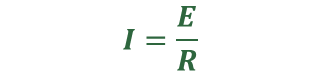 I = E/R